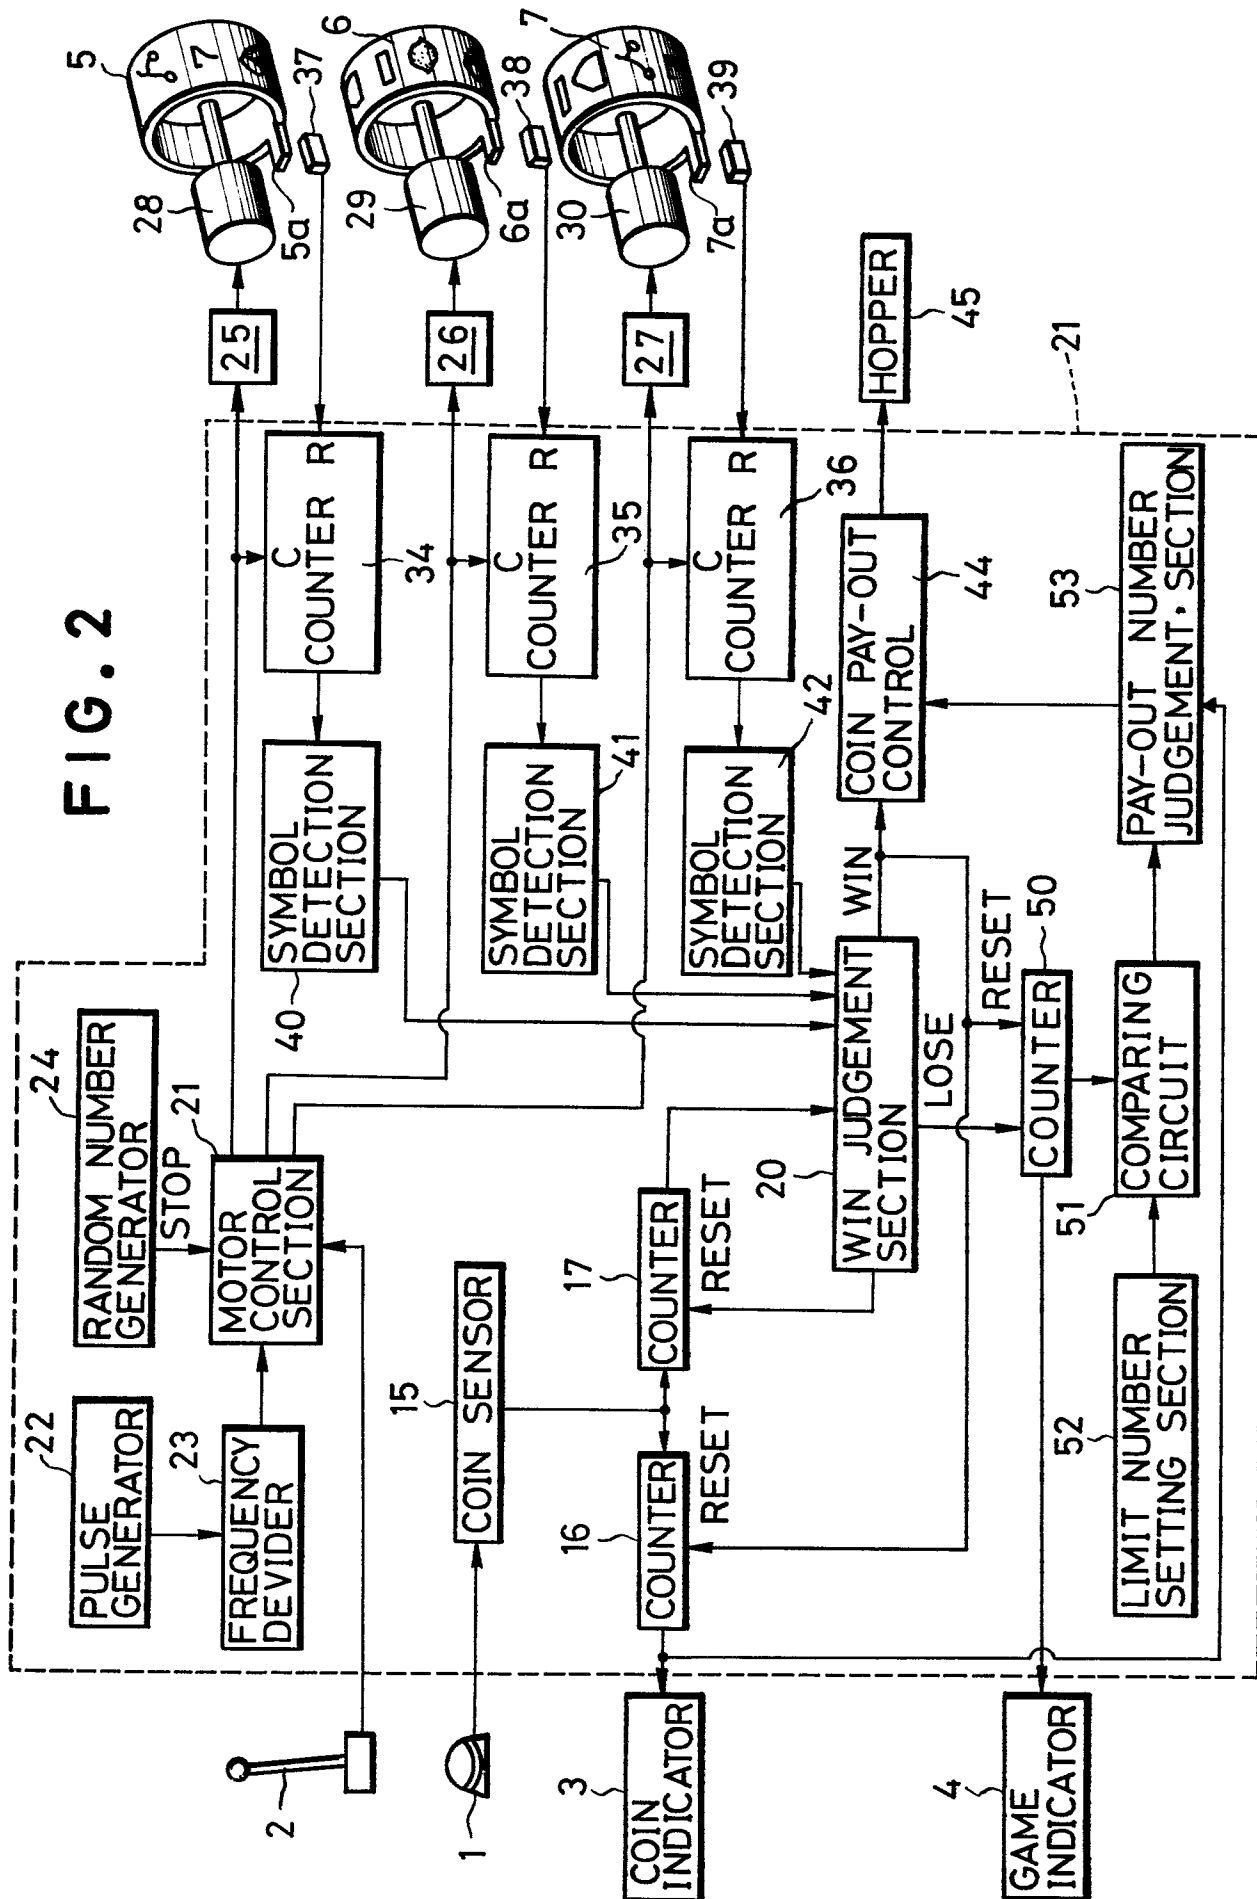 FIG. 2
22
PULSE
GENERATOR
24
RANDOM NUMBER
GENERATOR
STOP
23
FREQUENCY
DEVIDER
21
MOTOR
CONTROL
SECTION
2
1
15
COIN SENSOR
16
COUNTER
RESET
17
COUNTER
RESET
3
COIN
INDICATOR
4
GAME
INDICATOR
40
SYMBOL
DETECTION
SECTION
41
SYMBOL
DETECTION
SECTION
42
SYMBOL
DETECTION
SECTION
C
COUNTER R
34
C
COUNTER R
35
C
COUNTER R
36
25
26
27
28
5
7
5a
37
29
6
6a
38
30
7
7a
39
20
WIN JUDGEMENT
SECTION
WIN
LOSE
RESET
50
COUNTER
51
COMPARING
CIRCUIT
52
LIMIT NUMBER
SETTING SECTION
53
PAY-OUT NUMBER
JUDGEMENT. SECTION
COIN PAY-OUT
CONTROL
44
HOPPER
45
21